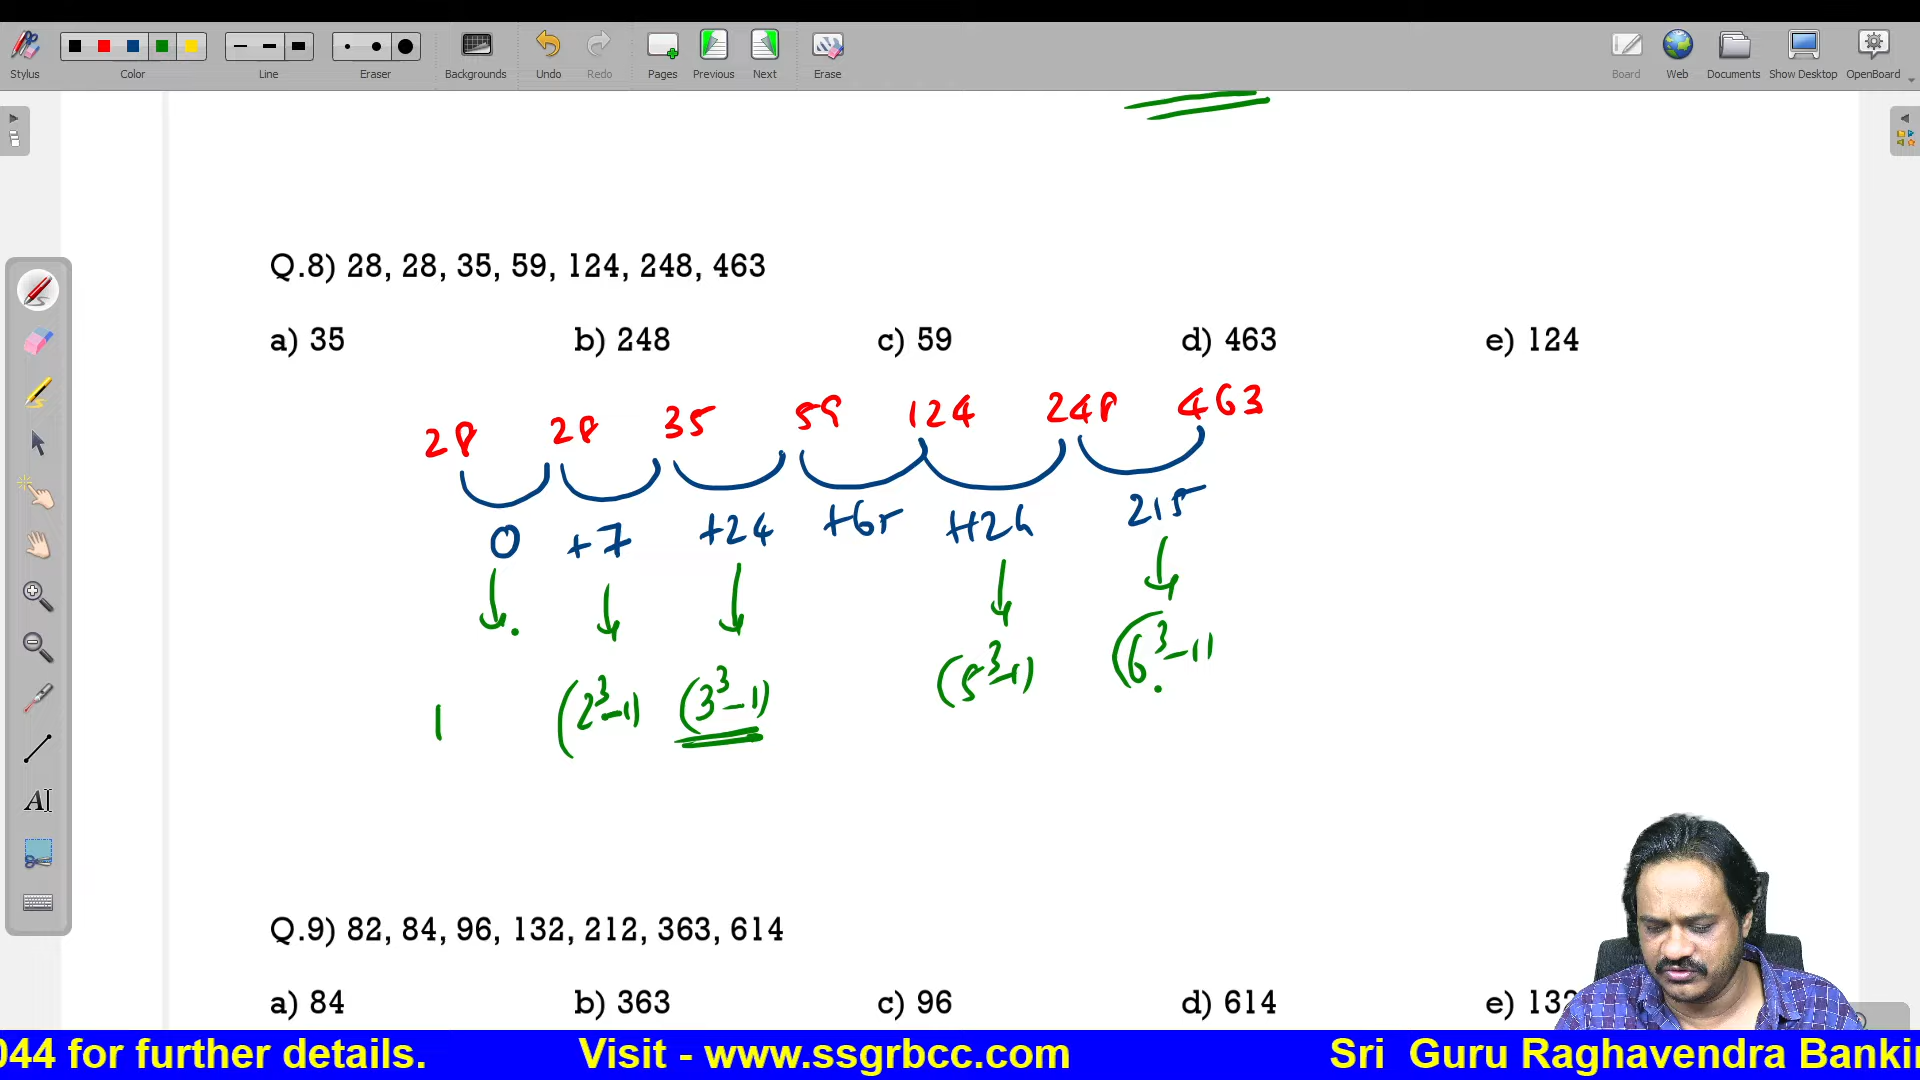 Stylus Color Line Eraser Backgrounds Undo Redo Pages Previous Next Erase Board Web Documents Show Desktop OpenBoard
Q.8) 28, 28, 35, 59, 124, 248, 463
a) 35 b) 248 c) 59 d) 463 e) 124
28 28 35 59 124 248 463
0 +7 +24 +65 +124 215
(2³-1) (3³-1) (5³-1) (6³-1)
1
Q.9) 82, 84, 96, 132, 212, 363, 614
a) 84 b) 363 c) 96 d) 614 e) 132
044 for further details. Visit - www.ssgrbcc.com Sri Guru Raghavendra Bankin